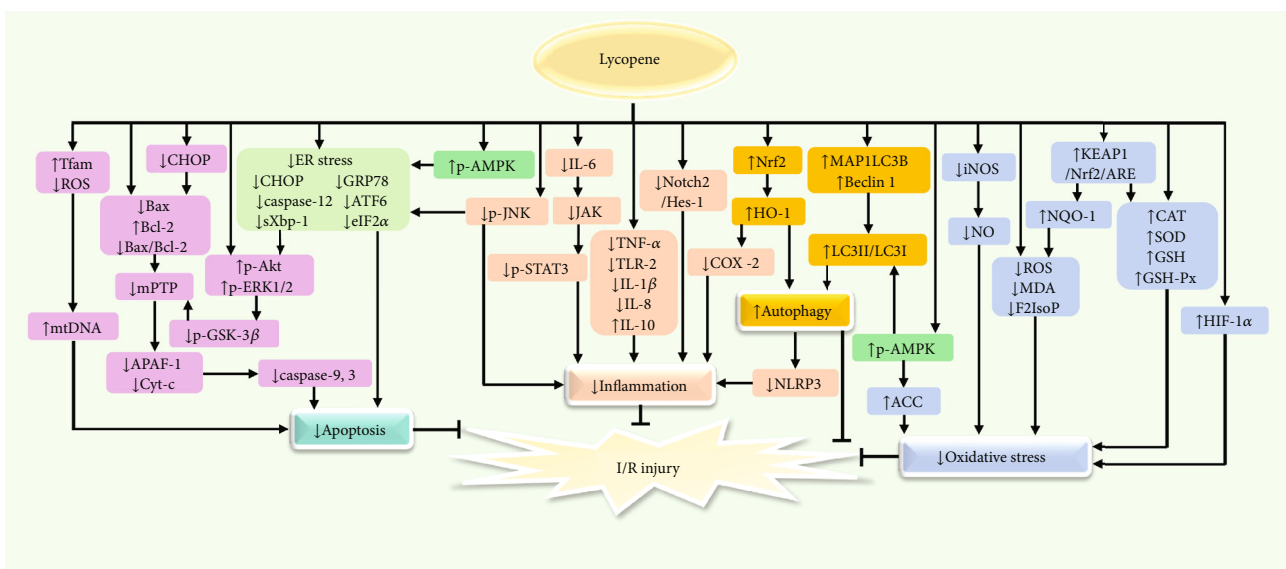 Lycopene
↑Tfam
↓ROS
↓CHOP
↓Bax
↑Bcl-2
↓Bax/Bcl-2
↓mPTP
↑mtDNA
↓APAF-1
↓Cyt-c
↑p-Akt
↑p-ERK1/2
↓p-GSK-3β
↓caspase-9, 3
↓ER stress
↓CHOP ↓GRP78
↓caspase-12 ↓ATF6
↓sXbp-1 ↓eIF2α
↓Apoptosis
↑p-AMPK
↓p-JNK
↓IL-6
↓JAK
↓p-STAT3
↓TNF-α
↓TLR-2
↓IL-1β
↓IL-8
↑IL-10
↓Notch2
/Hes-1
↓COX -2
↓Inflammation
↑Nrf2
↑HO-1
↑MAP1LC3B
↑Beclin 1
↑LC3II/LC3I
↑Autophagy
↓NLRP3
↑p-AMPK
↑ACC
↓iNOS
↓NO
↑KEAP1
/Nrf2/ARE
↑NQO-1
↓ROS
↓MDA
↓F2IsoP
↑CAT
↑SOD
↑GSH
↑GSH-Px
↑HIF-1α
↓Oxidative stress
I/R injury